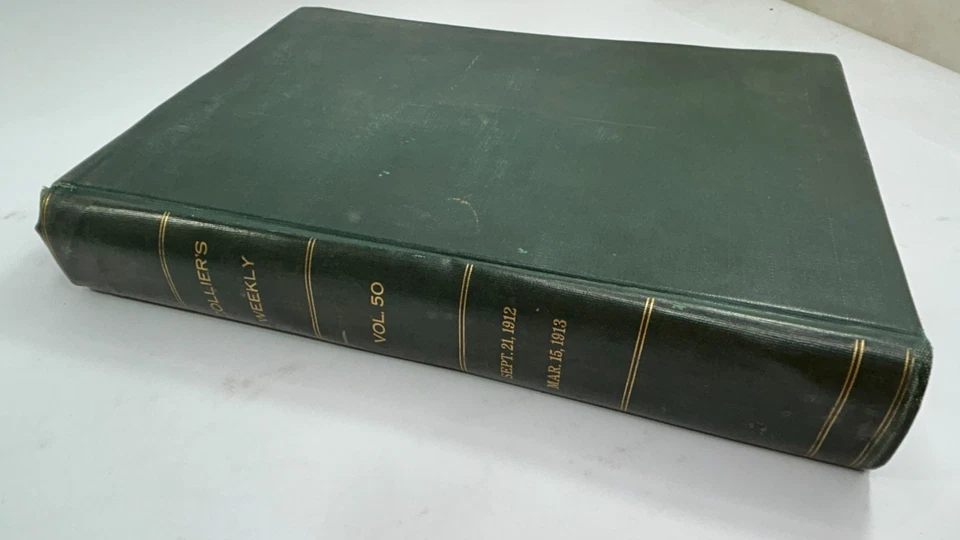 COLLIER'S
WEEKLY
VOL. 50
SEPT. 21, 1912
MAR. 15, 1913